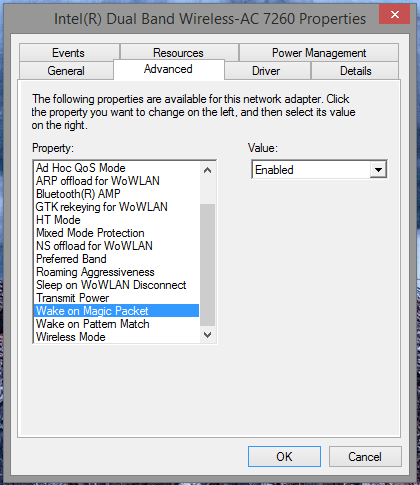 Intel(R) Dual Band Wireless-AC 7260 Properties
Events
Resources
Power Management
General
Advanced
Driver
Details
The following properties are available for this network adapter. Click
the property you want to change on the left, and then select its value
on the right.
Property:
Value:
Ad Hoc QoS Mode
ARP offload for WoWLAN
Bluetooth(R) AMP
GTK rekeying for WoWLAN
HT Mode
Mixed Mode Protection
NS offload for WoWLAN
Preferred Band
Roaming Aggressiveness
Sleep on WoWLAN Disconnect
Transmit Power
Wake on Magic Packet
Wake on Pattern Match
Wireless Mode
Enabled
OK
Cancel